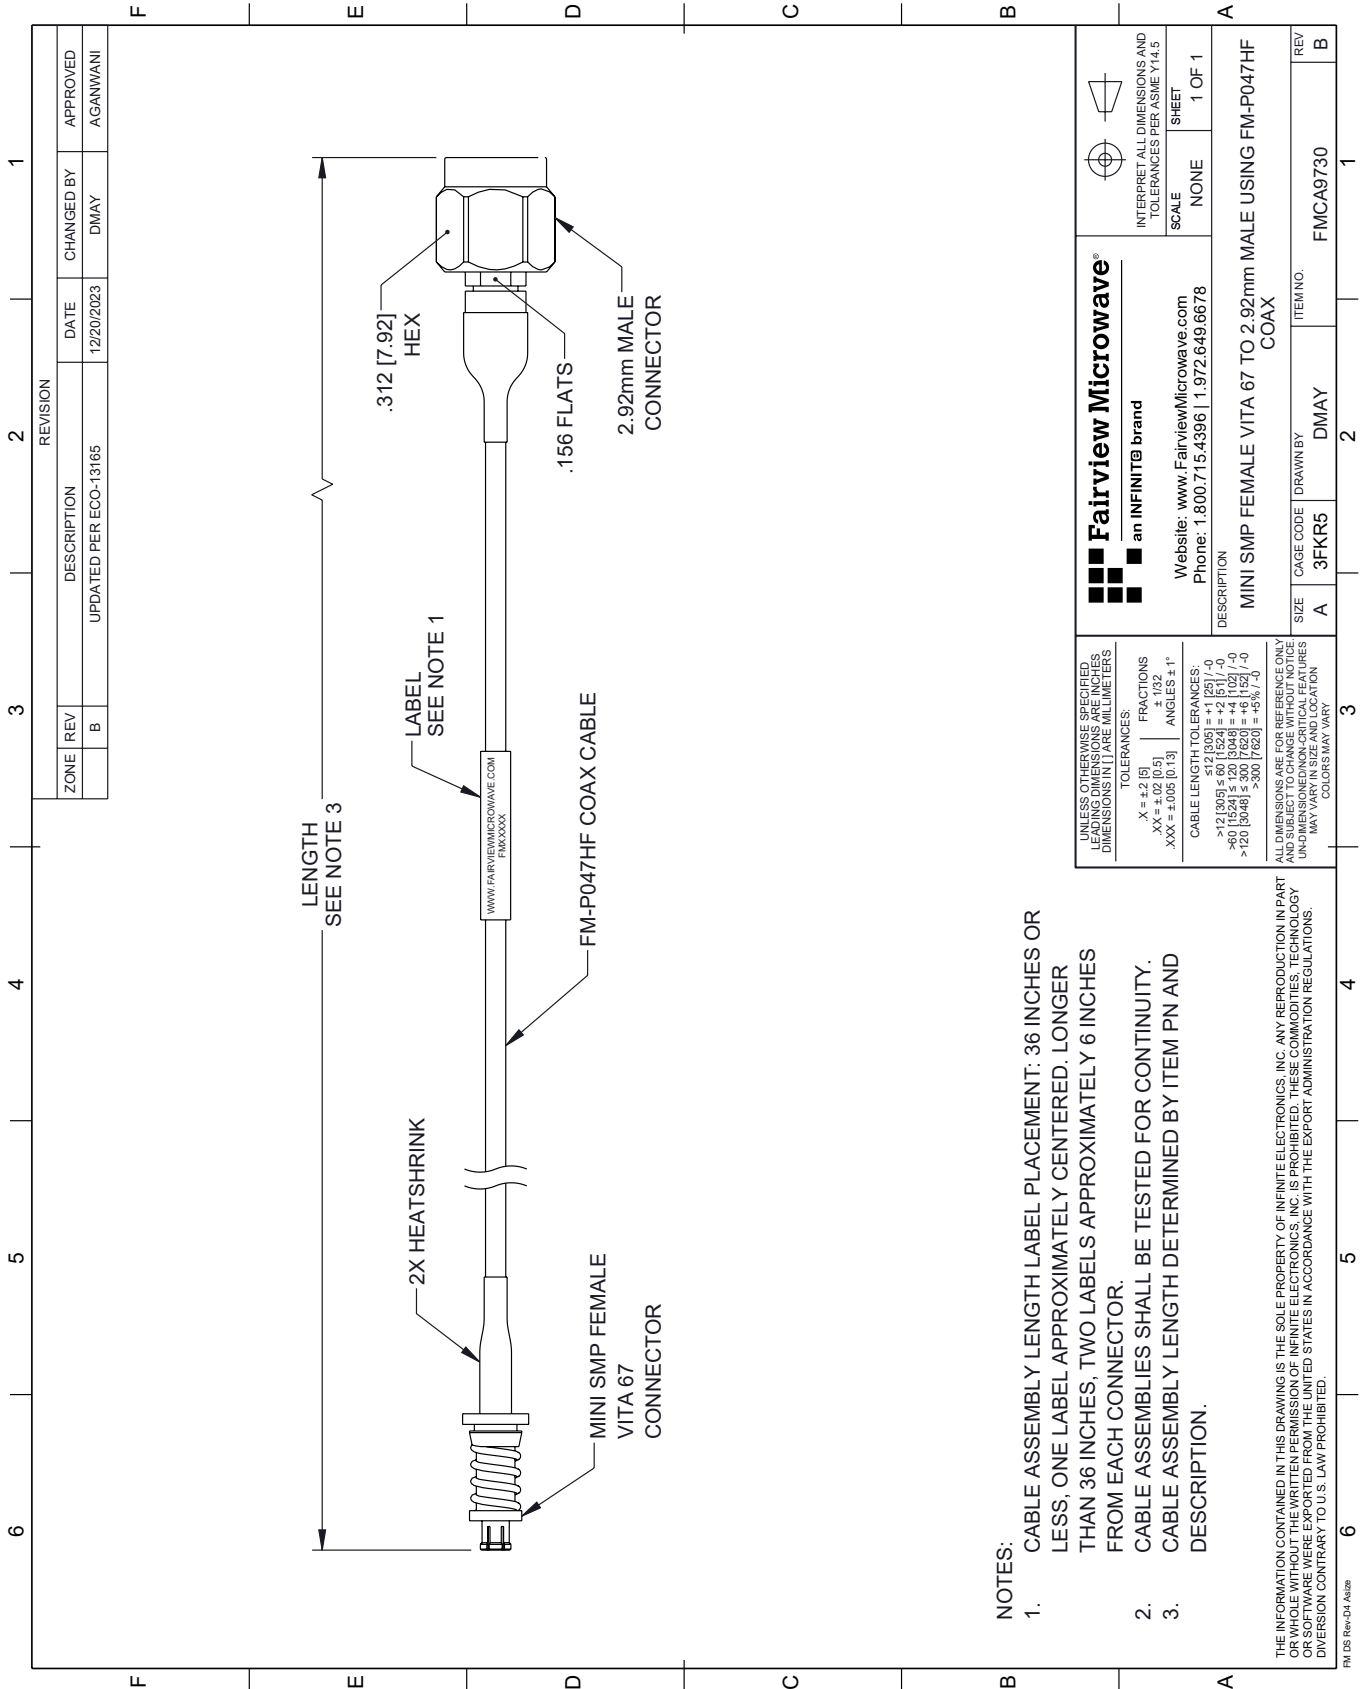 6
5
4
3
2
1
F
E
D
C
B
A
REVISION
ZONE REV DESCRIPTION DATE CHANGED BY APPROVED
B UPDATED PER ECO-13165 12/20/2023 DMAY AGANWANI
LENGTH
SEE NOTE 3
.312 [7.92]
HEX
2X HEATSHRINK
LABEL
SEE NOTE 1
WWW.FAIRVIEWMICROWAVE.COM
FMXXXXX
.156 FLATS
FM-P047HF COAX CABLE
MINI SMP FEMALE
VITA 67
CONNECTOR
2.92mm MALE
CONNECTOR
NOTES:
1. CABLE ASSEMBLY LENGTH LABEL PLACEMENT: 36 INCHES OR
LESS, ONE LABEL APPROXIMATELY CENTERED. LONGER
THAN 36 INCHES, TWO LABELS APPROXIMATELY 6 INCHES
FROM EACH CONNECTOR.
2. CABLE ASSEMBLIES SHALL BE TESTED FOR CONTINUITY.
3. CABLE ASSEMBLY LENGTH DETERMINED BY ITEM PN AND
DESCRIPTION.
THE INFORMATION CONTAINED IN THIS DRAWING IS THE SOLE PROPERTY OF INFINITE ELECTRONICS, INC. ANY REPRODUCTION IN PART
OR WHOLE WITHOUT THE WRITTEN PERMISSION OF INFINITE ELECTRONICS, INC. IS PROHIBITED. THESE COMMODITIES, TECHNOLOGY
OR SOFTWARE WERE EXPORTED FROM THE UNITED STATES IN ACCORDANCE WITH THE EXPORT ADMINISTRATION REGULATIONS.
DIVERSION CONTRARY TO U.S. LAW PROHIBITED.
UNLESS OTHERWISE SPECIFIED
LEADING DIMENSIONS ARE INCHES
DIMENSIONS IN [ ] ARE MILLIMETERS
TOLERANCES:
.X = ±.2 [5] FRACTIONS
.XX = ±.02 [0.5] ± 1/32
.XXX = ±.005 [0.13] ANGLES ± 1°
CABLE LENGTH TOLERANCES:
≤12 [305] = +1 [25] / -0
>12 [305] ≤ 60 [1524] = +2 [51] / -0
>60 [1524] ≤ 120 [3048] = +4 [102] / -0
>120 [3048] ≤ 300 [7620] = +6 [152] / -0
>300 [7620] = +5% / -0
ALL DIMENSIONS ARE FOR REFERENCE ONLY
AND SUBJECT TO CHANGE WITHOUT NOTICE.
UN-DIMENSIONED/NON-CRITICAL FEATURES
MAY VARY IN SIZE AND LOCATION
COLORS MAY VARY
Fairview Microwave®
an INFINIT@ brand
Website: www.FairviewMicrowave.com
Phone: 1.800.715.4396 | 1.972.649.6678
INTERPRET ALL DIMENSIONS AND
TOLERANCES PER ASME Y14.5
SCALE SHEET
NONE 1 OF 1
DESCRIPTION
MINI SMP FEMALE VITA 67 TO 2.92mm MALE USING FM-P047HF
COAX
SIZE CAGE CODE DRAWN BY ITEM NO. REV
A 3FKR5 DMAY FMCA9730 B
6
5
4
3
2
1
F
E
D
C
B
A
FM DS Rev-D4 Asize